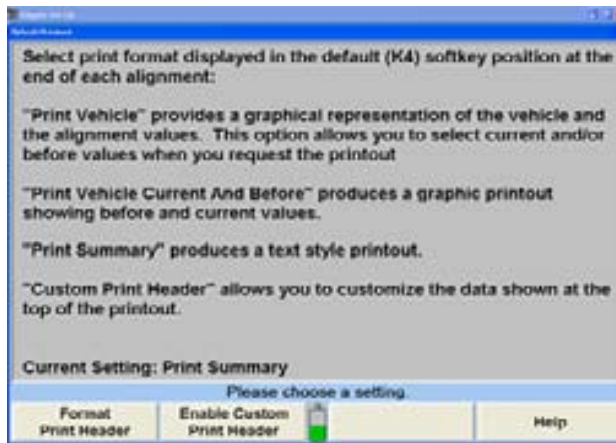 Select print format displayed in the default (K4) softkey position at the
end of each alignment:
"Print Vehicle" provides a graphical representation of the vehicle and
the alignment values. This option allows you to select current and/or
before values when you request the printout
"Print Vehicle Current And Before" produces a graphic printout
showing before and current values.
"Print Summary" produces a text style printout.
"Custom Print Header" allows you to customize the data shown at the
top of the printout.
Current Setting: Print Summary
Please choose a setting.
Format
Print Header
Enable Custom
Print Header
Help